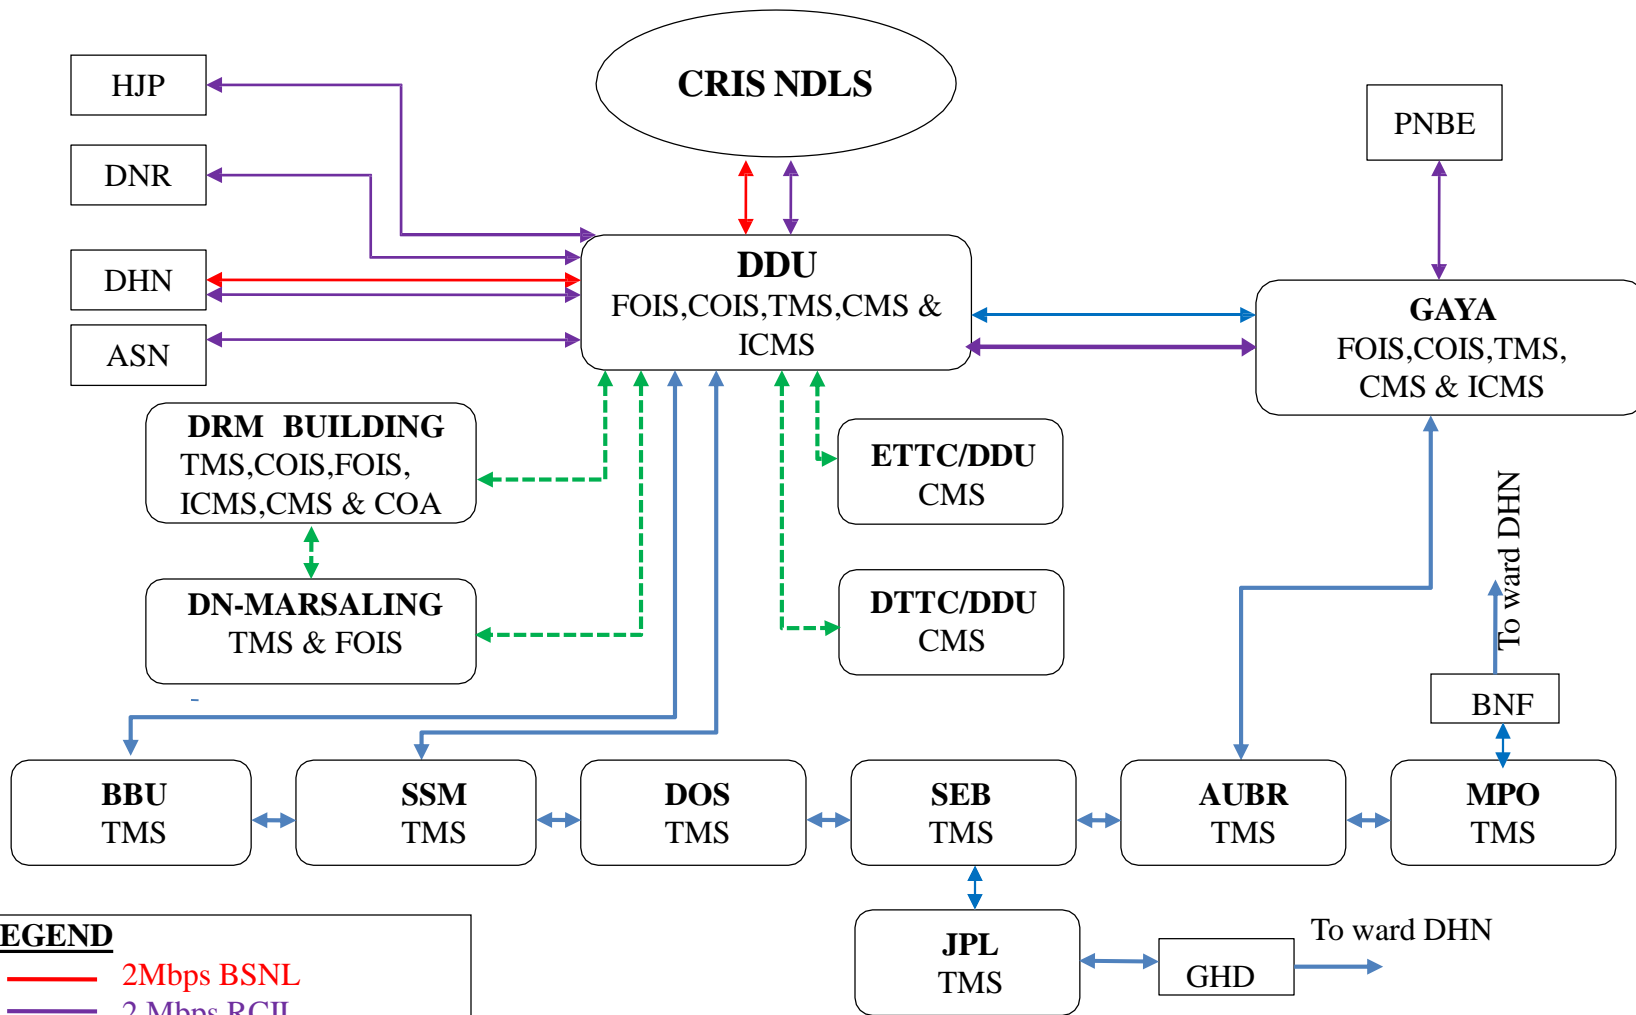 CRIS NDLS
HJP
PNBE
DNR
DDU
FOIS,COIS,TMS,CMS &
ICMS
DHN
GAYA
FOIS,COIS,TMS,
CMS & ICMS
ASN
DRM BUILDING
TMS,COIS,FOIS,
ICMS,CMS & COA
ETTC/DDU
CMS
To ward DHN
DN-MARSALING
TMS & FOIS
DTTC/DDU
CMS
BNF
BBU
TMS
SSM
TMS
DOS
TMS
SEB
TMS
AUBR
TMS
MPO
TMS
JPL
TMS
GHD
To ward DHN
EGEND
2Mbps BSNL
2 Mbps RCIL